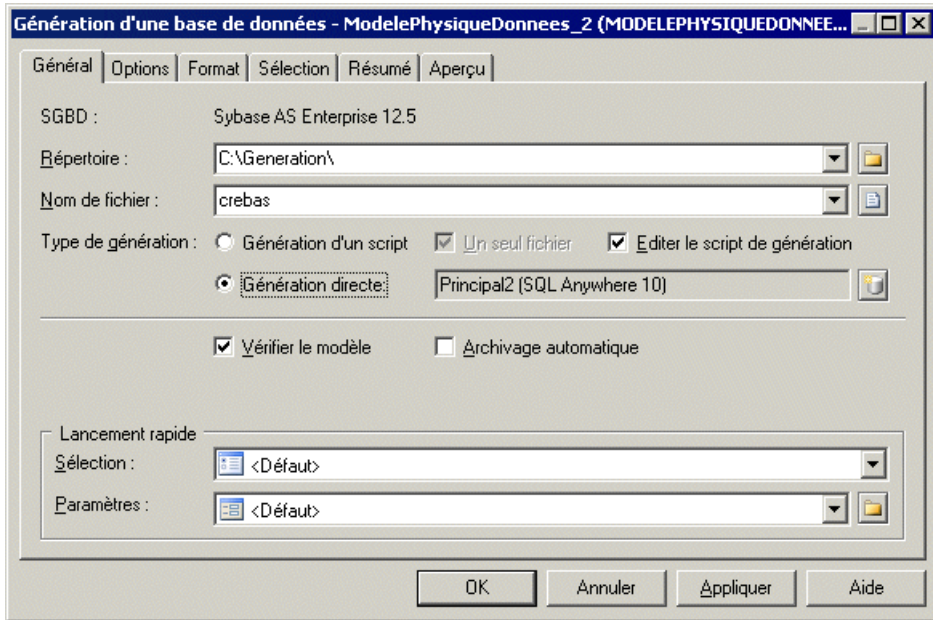 Génération d'une base de données - ModelePhysiqueDonnees_2 (MODELEPHYSIQUEDONNEE...
Général Options Format Sélection Résumé Aperçu
SGBD : Sybase AS Enterprise 12.5
Répertoire : C:\Generation\
Nom de fichier : crebas
Type de génération : Génération d'un script Un seul fichier Editer le script de génération
Génération directe: Principal2 (SQL Anywhere 10)
Vérifier le modèle Archivage automatique
Lancement rapide
Sélection : <Défaut>
Paramètres : <Défaut>
OK Annuler Appliquer Aide